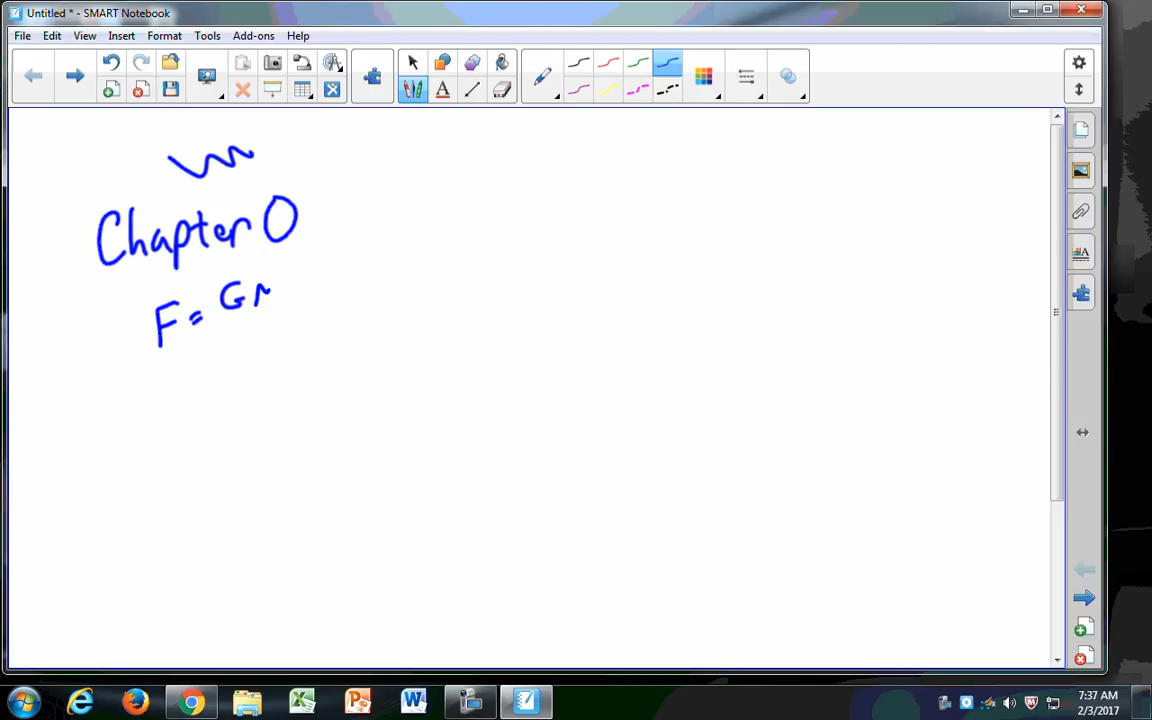 Untitled * - SMART Notebook
File Edit View Insert Format Tools Add-ons Help
Chapter 0
F = G
7:37 AM
2/3/2017